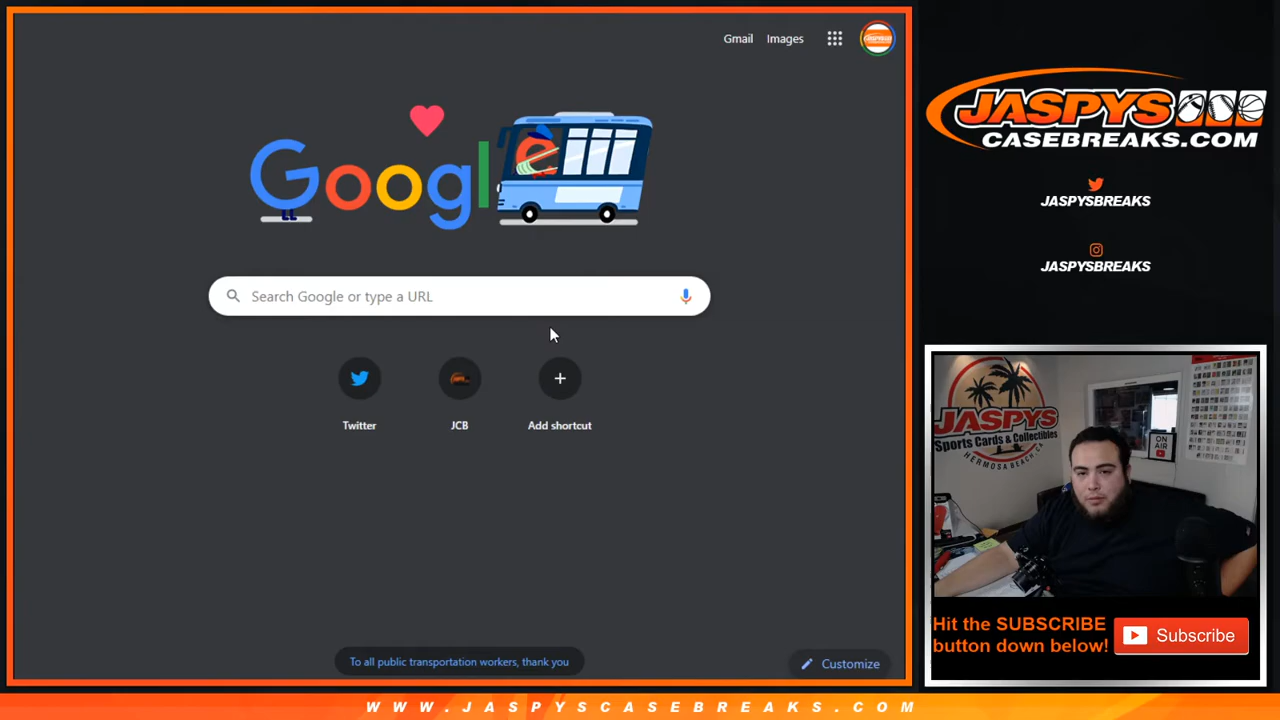 Gmail
Images
Google
Search Google or type a URL
Twitter
JCB
Add shortcut
To all public transportation workers, thank you
Customize
JASPYS
CASEBREAKS.COM
JASPYSBREAKS
JASPYSBREAKS
JASPYS
Sports Cards & Collectibles
HERMOSA BEACH, CA
ON
AIR
Hit the SUBSCRIBE
button down below!
Subscribe
WWW.JASPYSCASEBREAKS.COM